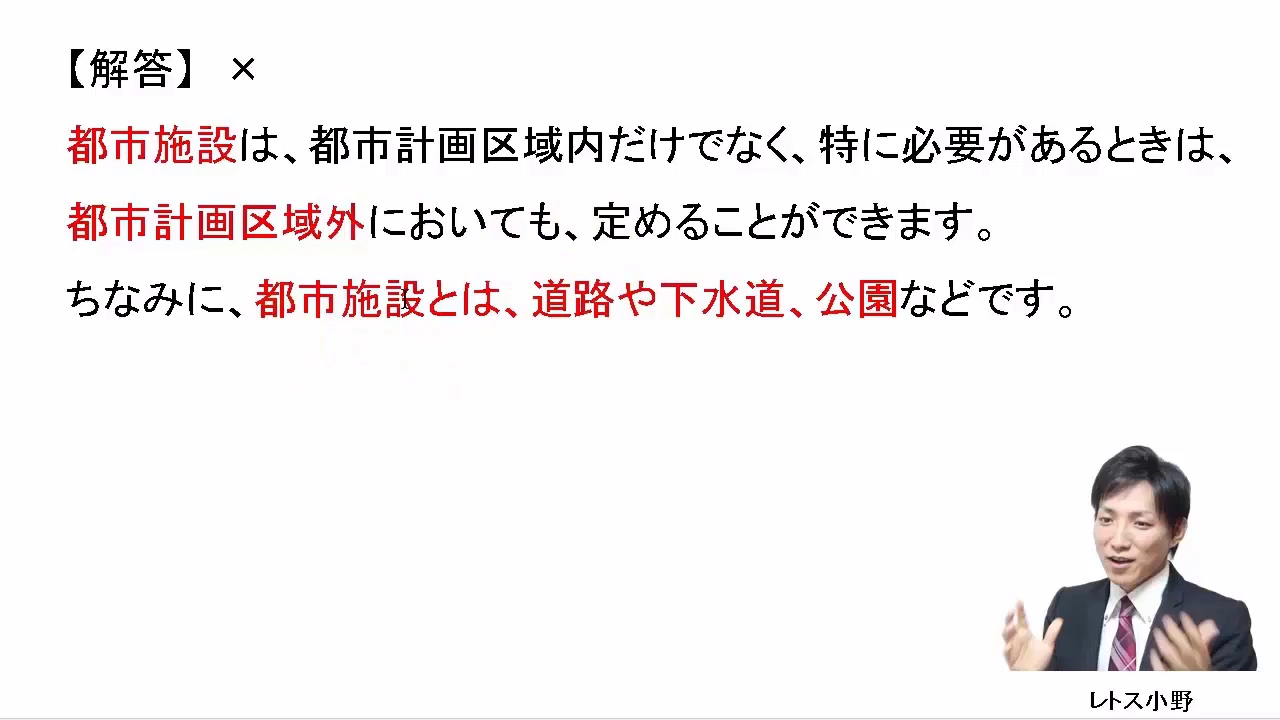 【解答】 ×
都市施設は、都市計画区域内だけでなく、特に必要があるときは、
都市計画区域外においても、定めることができます。
ちなみに、都市施設とは、道路や下水道、公園などです。
レトス小野